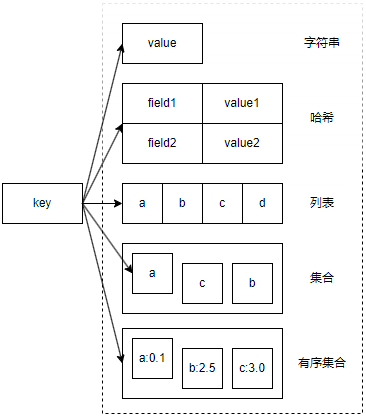 value
字符串
field1
value1
field2
value2
哈希
key
a
b
c
d
列表
a
c
b
集合
a:0.1
b:2.5
c:3.0
有序集合